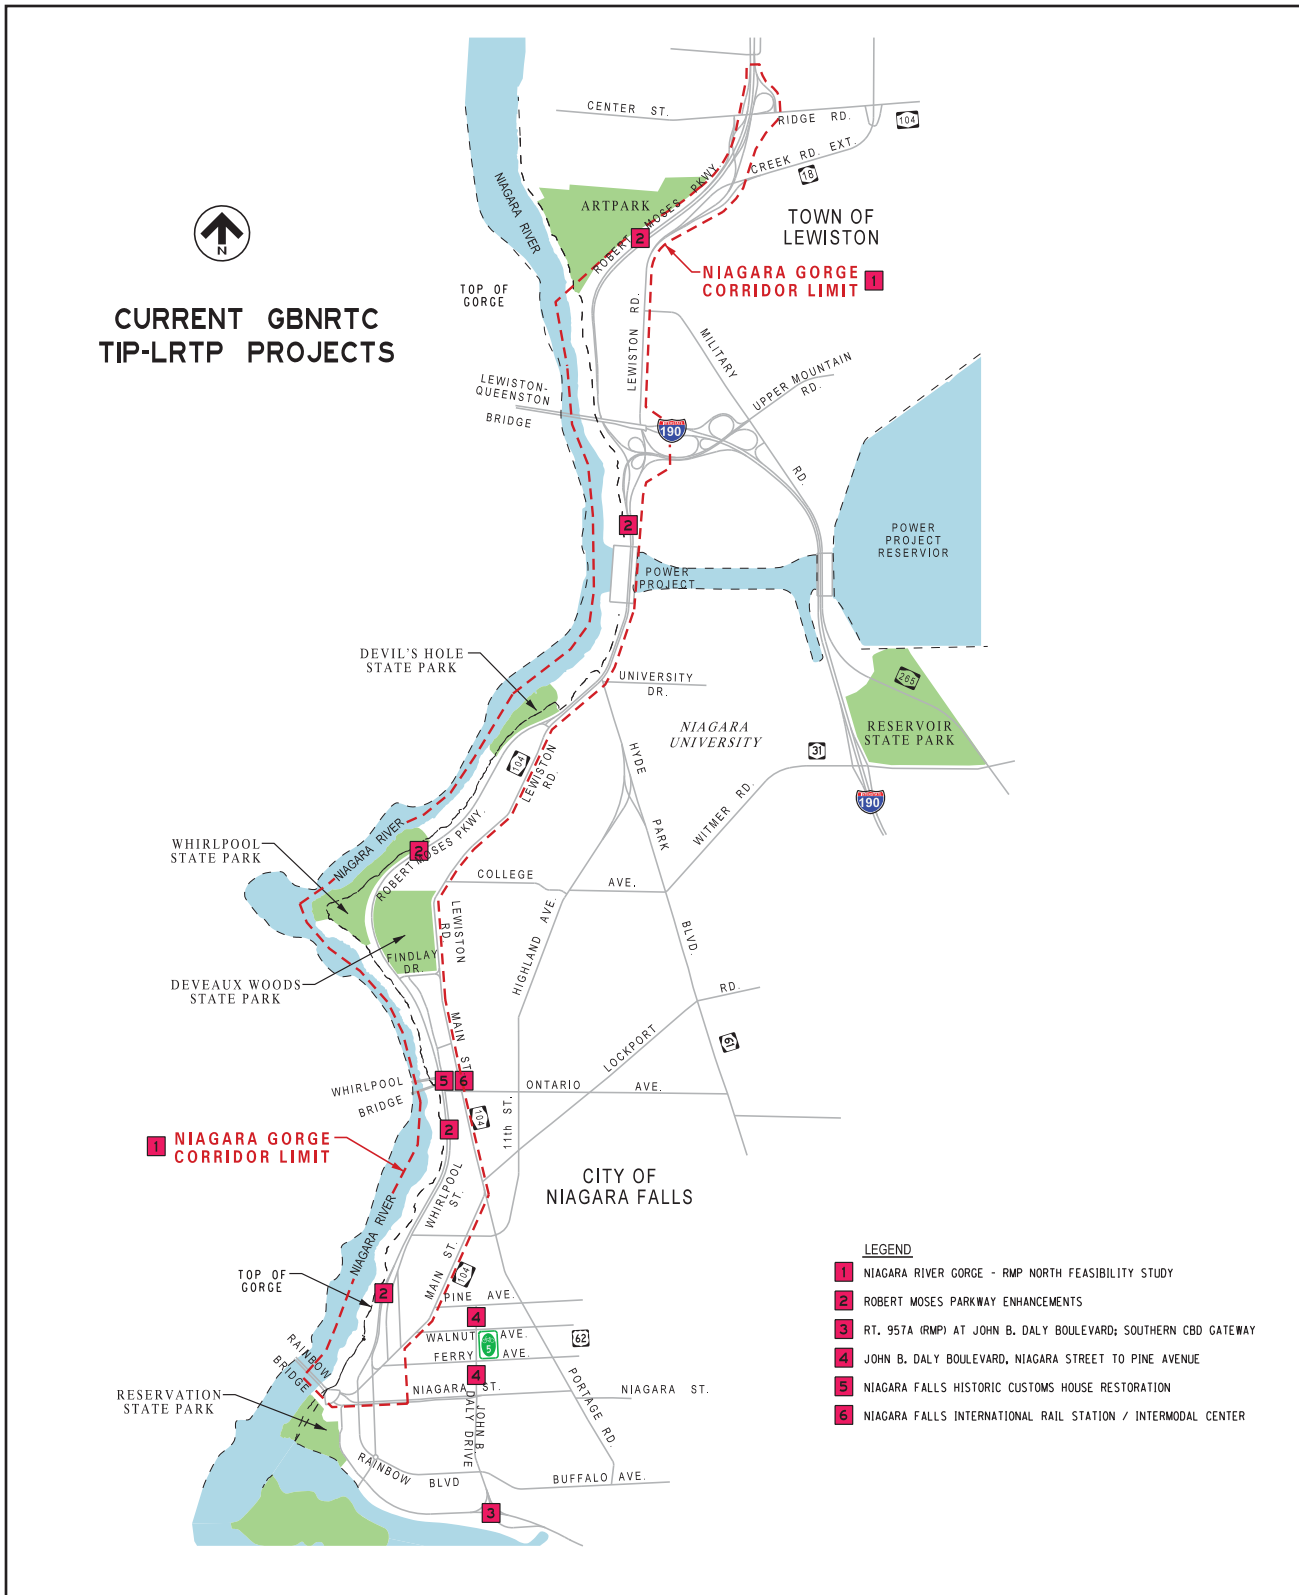 CENTER ST.
RIDGE RD.
104
CREEK RD. EXT.
18
NIAGARA RIVER
ARTPARK
ROBERT MOSES PKWY.
2
TOWN OF
LEWISTON
N
NIAGARA GORGE
CORRIDOR LIMIT
1
TOP OF
GORGE
CURRENT GBNRTC
TIP-LRTP PROJECTS
LEWISTON RD.
MILITARY
RD.
UPPER MOUNTAIN
RD.
LEWISTON-
QUEENSTON
BRIDGE
190
2
POWER
PROJECT
RESERVIOR
POWER
PROJECT
DEVIL'S HOLE
STATE PARK
UNIVERSITY
DR.
265
NIAGARA
UNIVERSITY
RESERVOIR
STATE PARK
31
HYDE
PARK
BLVD.
104
LEWISTON
RD.
WITMER RD.
190
NIAGARA RIVER
2
ROBERT MOSES PKWY.
WHIRLPOOL
STATE PARK
COLLEGE AVE.
LEWISTON
RD.
HIGHLAND AVE.
FINDLAY
DR.
DEVEAUX WOODS
STATE PARK
RD.
LOCKPORT
MAIN ST.
61
WHIRLPOOL
BRIDGE
5
6
ONTARIO AVE.
104
11th ST.
2
1
NIAGARA GORGE
CORRIDOR LIMIT
WHIRLPOOL
ST.
CITY OF
NIAGARA FALLS
NIAGARA RIVER
MAIN ST.
104
TOP OF
GORGE
2
PINE AVE.
4
WALNUT AVE.
5
62
FERRY AVE.
RAINBOW
BRIDGE
4
NIAGARA ST.
NIAGARA ST.
PORTAGE RD.
RESERVATION
STATE PARK
JOHN B.
DALY DRIVE
RAINBOW BLVD
BUFFALO AVE.
3
LEGEND
1 NIAGARA RIVER GORGE - RMP NORTH FEASIBILITY STUDY
2 ROBERT MOSES PARKWAY ENHANCEMENTS
3 RT. 957A (RMP) AT JOHN B. DALY BOULEVARD; SOUTHERN CBD GATEWAY
4 JOHN B. DALY BOULEVARD, NIAGARA STREET TO PINE AVENUE
5 NIAGARA FALLS HISTORIC CUSTOMS HOUSE RESTORATION
6 NIAGARA FALLS INTERNATIONAL RAIL STATION / INTERMODAL CENTER